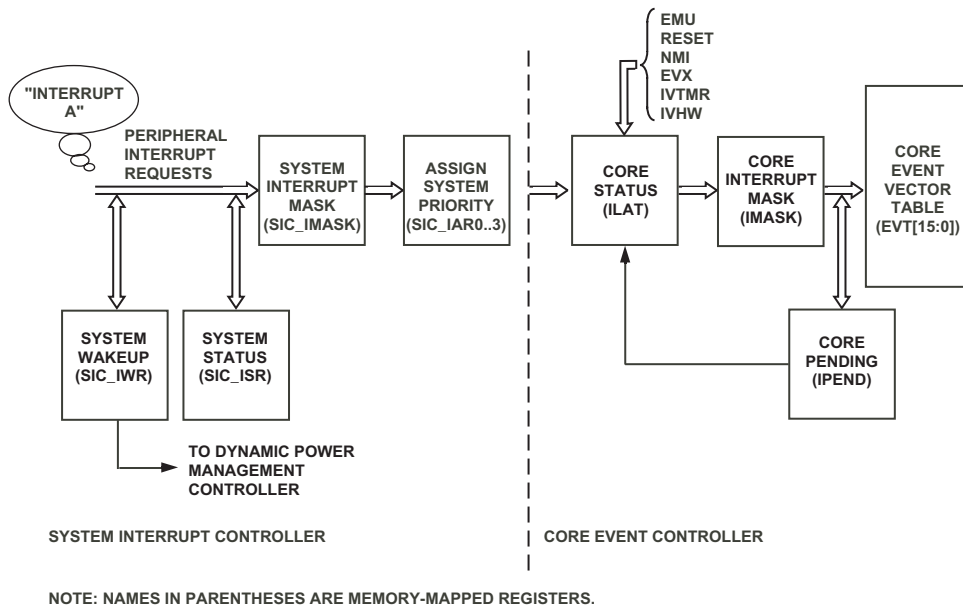 "INTERRUPT
A"
PERIPHERAL
INTERRUPT
REQUESTS
SYSTEM
INTERRUPT
MASK
(SIC_IMASK)
ASSIGN
SYSTEM
PRIORITY
(SIC_IAR0..3)
EMU
RESET
NMI
EVX
IVTMR
IVHW
CORE
STATUS
(ILAT)
CORE
INTERRUPT
MASK
(IMASK)
CORE
EVENT
VECTOR
TABLE
(EVT[15:0])
SYSTEM
WAKEUP
(SIC_IWR)
SYSTEM
STATUS
(SIC_ISR)
CORE
PENDING
(IPEND)
TO DYNAMIC POWER
MANAGEMENT
CONTROLLER
SYSTEM INTERRUPT CONTROLLER
CORE EVENT CONTROLLER
NOTE: NAMES IN PARENTHESES ARE MEMORY-MAPPED REGISTERS.